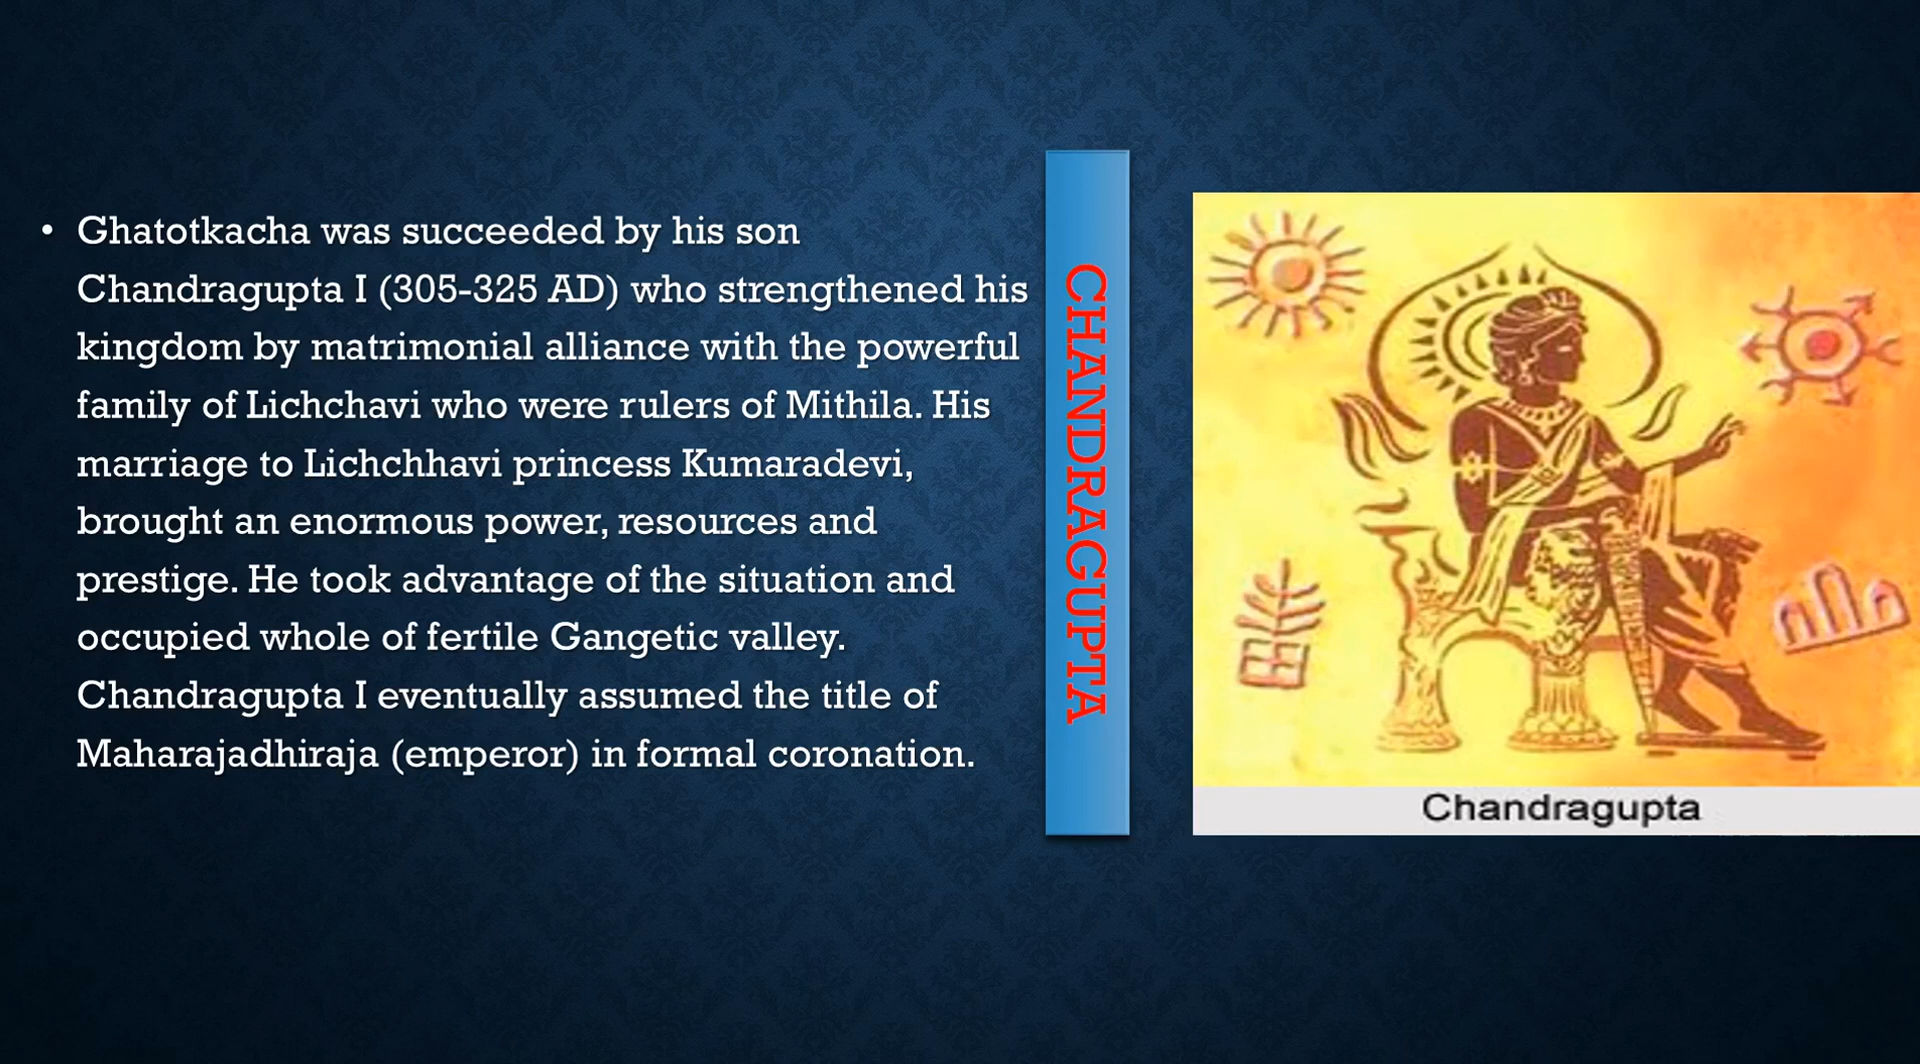 • Ghatotkacha was succeeded by his son
Chandragupta I (305-325 AD) who strengthened his
kingdom by matrimonial alliance with the powerful
family of Lichchavi who were rulers of Mithila. His
marriage to Lichchhavi princess Kumaradevi,
brought an enormous power, resources and
prestige. He took advantage of the situation and
occupied whole of fertile Gangetic valley.
Chandragupta I eventually assumed the title of
Maharajadhiraja (emperor) in formal coronation.
CHANDRAGUPTA
Chandragupta